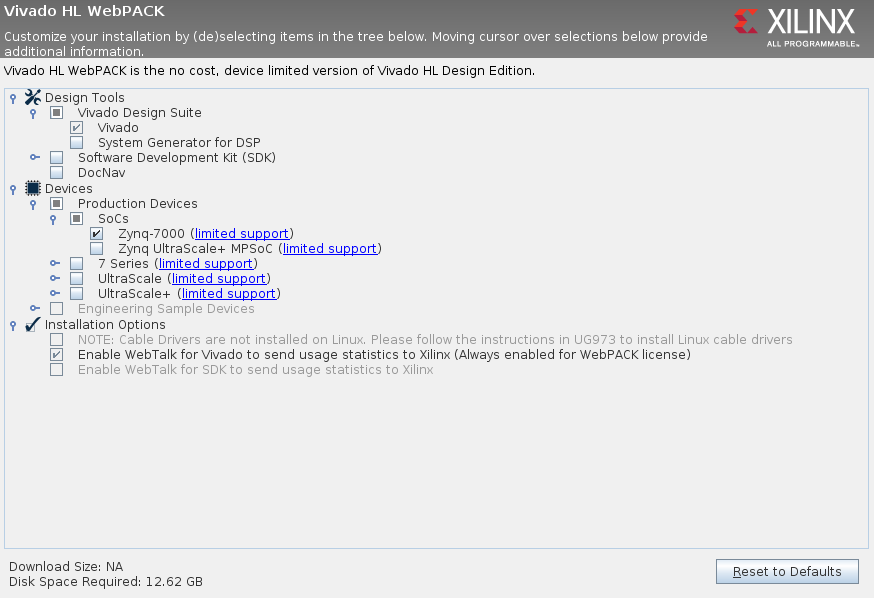 Vivado HL WebPACK
Customize your installation by (de)selecting items in the tree below. Moving cursor over selections below provide
additional information.
XILINX
ALL PROGRAMMABLE™
Vivado HL WebPACK is the no cost, device limited version of Vivado HL Design Edition.
Design Tools
Vivado Design Suite
Vivado
System Generator for DSP
Software Development Kit (SDK)
DocNav
Devices
Production Devices
SoCs
Zynq-7000 (limited support)
Zynq UltraScale+ MPSoC (limited support)
7 Series (limited support)
UltraScale (limited support)
UltraScale+ (limited support)
Engineering Sample Devices
Installation Options
NOTE: Cable Drivers are not installed on Linux. Please follow the instructions in UG973 to install Linux cable drivers
Enable WebTalk for Vivado to send usage statistics to Xilinx (Always enabled for WebPACK license)
Enable WebTalk for SDK to send usage statistics to Xilinx
Download Size: NA
Disk Space Required: 12.62 GB
Reset to Defaults